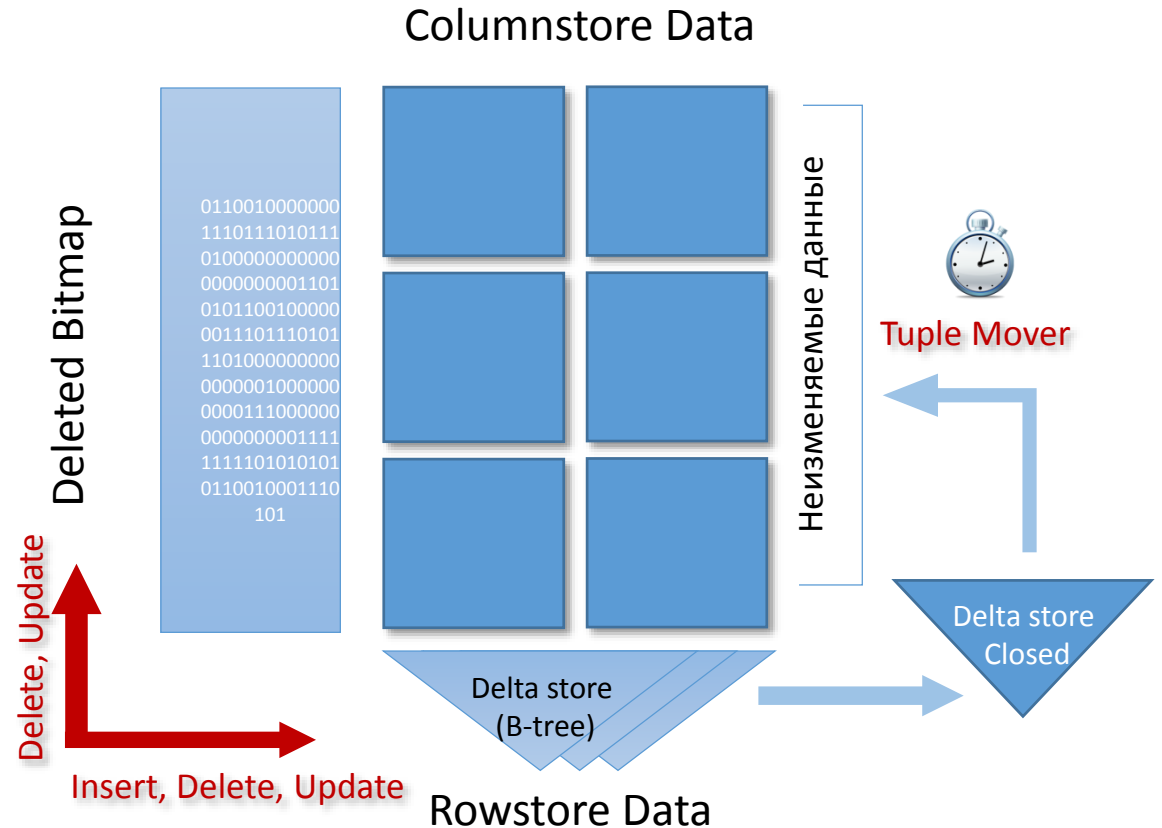 Columnstore Data
Deleted Bitmap
0110010000000
1110111010111
0100000000000
0000000001101
0101100100000
0011101110101
1101000000000
0000001000000
0000111000000
0000000001111
1111101010101
0110010001110
101
Неизменяемые данные
Tuple Mover
Delete, Update
Delta store
(B-tree)
Delta store
Closed
Insert, Delete, Update
Rowstore Data